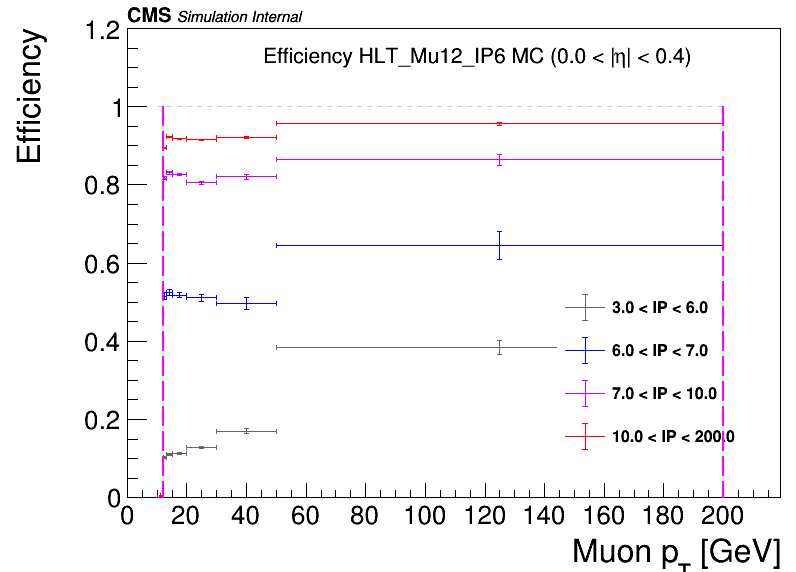 CMS Simulation Internal
Efficiency HLT_Mu12_IP6 MC (0.0 < |η| < 0.4)
Efficiency
1.2
1
0.8
0.6
0.4
0.2
0
3.0 < IP < 6.0
6.0 < IP < 7.0
7.0 < IP < 10.0
10.0 < IP < 200.0
0 20 40 60 80 100 120 140 160 180 200
Muon p_T [GeV]